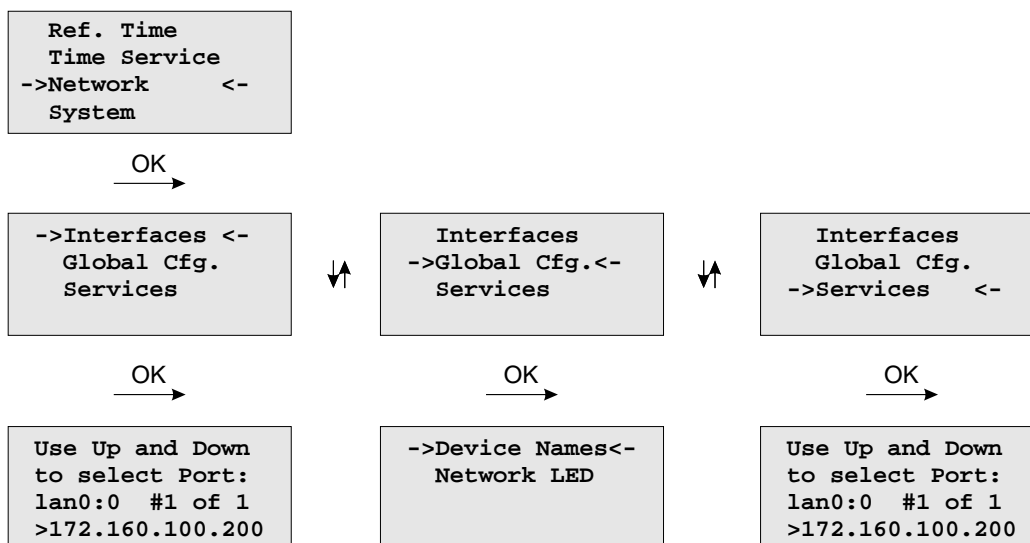 Ref. Time
Time Service
->Network <-
System
OK
->Interfaces <-
Global Cfg.
Services
Interfaces
->Global Cfg.<-
Services
Interfaces
Global Cfg.
->Services <-
OK
OK
OK
Use Up and Down
to select Port:
lan0:0 #1 of 1
>172.160.100.200
->Device Names<-
Network LED
Use Up and Down
to select Port:
lan0:0 #1 of 1
>172.160.100.200